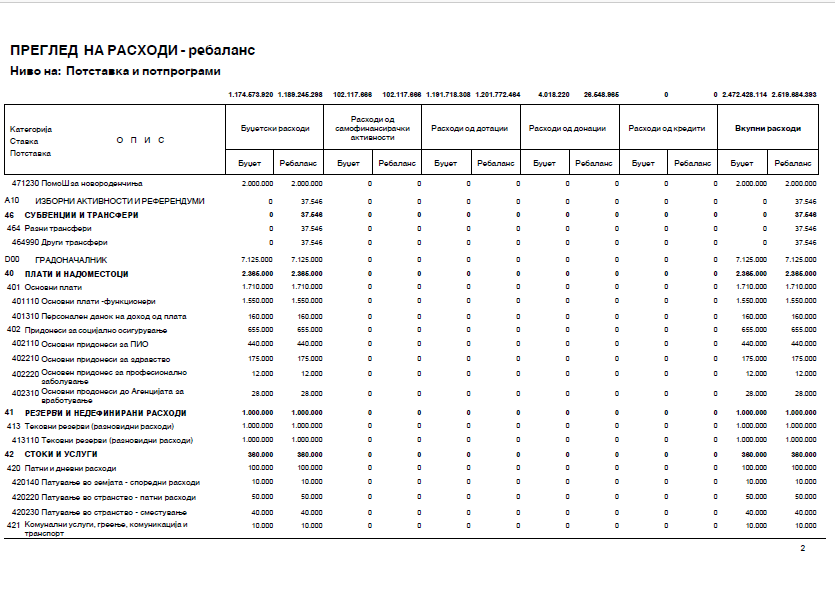 ПРЕГЛЕД НА РАСХОДИ - ребаланс
Ниво на: Потставка и потпрограми
1.174.573.920 1.189.245.298 102.117.666 102.117.666 1.191.718.308 1.201.772.464 4.018.220 26.548.965 0 0 2.472.428.114 2.519.684.393
Категорија
Ставка О П И С
Потставка
Буџетски расходи
Расходи од самофинансирачки активности
Расходи од дотации
Расходи од донации
Расходи од кредити
Вкупни расходи
Буџет Ребаланс Буџет Ребаланс Буџет Ребаланс Буџет Ребаланс Буџет Ребаланс Буџет Ребаланс
471230 ПомоШ за новороденчиња 2.000.000 2.000.000 0 0 0 0 0 0 0 0 2.000.000 2.000.000
А10 ИЗБОРНИ АКТИВНОСТИ И РЕФЕРЕНДУМИ 0 37.546 0 0 0 0 0 0 0 0 0 37.546
46 СУБВЕНЦИИ И ТРАНСФЕРИ 0 37.546 0 0 0 0 0 0 0 0 0 37.546
464 Разни трансфери 0 37.546 0 0 0 0 0 0 0 0 0 37.546
464990 Други трансфери 0 37.546 0 0 0 0 0 0 0 0 0 37.546
D00 ГРАДОНАЧАЛНИК 7.125.000 7.125.000 0 0 0 0 0 0 0 0 7.125.000 7.125.000
40 ПЛАТИ И НАДОМЕСТОЦИ 2.365.000 2.365.000 0 0 0 0 0 0 0 0 2.365.000 2.365.000
401 Основни плати 1.710.000 1.710.000 0 0 0 0 0 0 0 0 1.710.000 1.710.000
401110 Основни плати -функционери 1.550.000 1.550.000 0 0 0 0 0 0 0 0 1.550.000 1.550.000
401310 Персонален данок на доход од плата 160.000 160.000 0 0 0 0 0 0 0 0 160.000 160.000
402 Придонеси за социјално осигурување 655.000 655.000 0 0 0 0 0 0 0 0 655.000 655.000
402110 Основни придонеси за ПИО 440.000 440.000 0 0 0 0 0 0 0 0 440.000 440.000
402210 Основни придонеси за здравство 175.000 175.000 0 0 0 0 0 0 0 0 175.000 175.000
402220 Основен придонес за професионално 12.000 12.000 0 0 0 0 0 0 0 0 12.000 12.000
заболување
402310 Основни продонеси до Агенцијата за 28.000 28.000 0 0 0 0 0 0 0 0 28.000 28.000
вработување
41 РЕЗЕРВИ И НЕДЕФИНИРАНИ РАСХОДИ 1.000.000 1.000.000 0 0 0 0 0 0 0 0 1.000.000 1.000.000
413 Тековни резерви (разновидни расходи) 1.000.000 1.000.000 0 0 0 0 0 0 0 0 1.000.000 1.000.000
413110 Тековни резерви (разновидни расходи) 1.000.000 1.000.000 0 0 0 0 0 0 0 0 1.000.000 1.000.000
42 СТОКИ И УСЛУГИ 360.000 360.000 0 0 0 0 0 0 0 0 360.000 360.000
420 Патни и дневни расходи 100.000 100.000 0 0 0 0 0 0 0 0 100.000 100.000
420140 Патување во земјата - споредни расходи 10.000 10.000 0 0 0 0 0 0 0 0 10.000 10.000
420220 Патување во странство - патни расходи 50.000 50.000 0 0 0 0 0 0 0 0 50.000 50.000
420230 Патување во странство - сместување 40.000 40.000 0 0 0 0 0 0 0 0 40.000 40.000
421 Комунални услуги, греење, комуникација и 10.000 10.000 0 0 0 0 0 0 0 0 10.000 10.000
транспорт
2